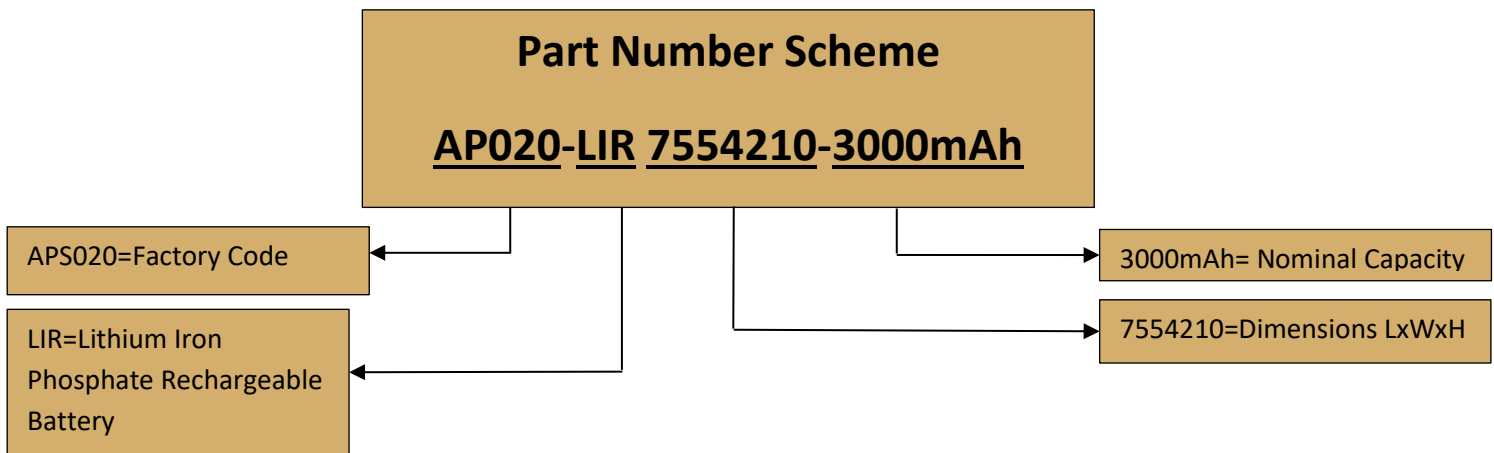 Part Number Scheme
AP020-LIR 7554210-3000mAh
APS020=Factory Code
3000mAh= Nominal Capacity
LIR=Lithium Iron
Phosphate Rechargeable
Battery
7554210=Dimensions LxWxH